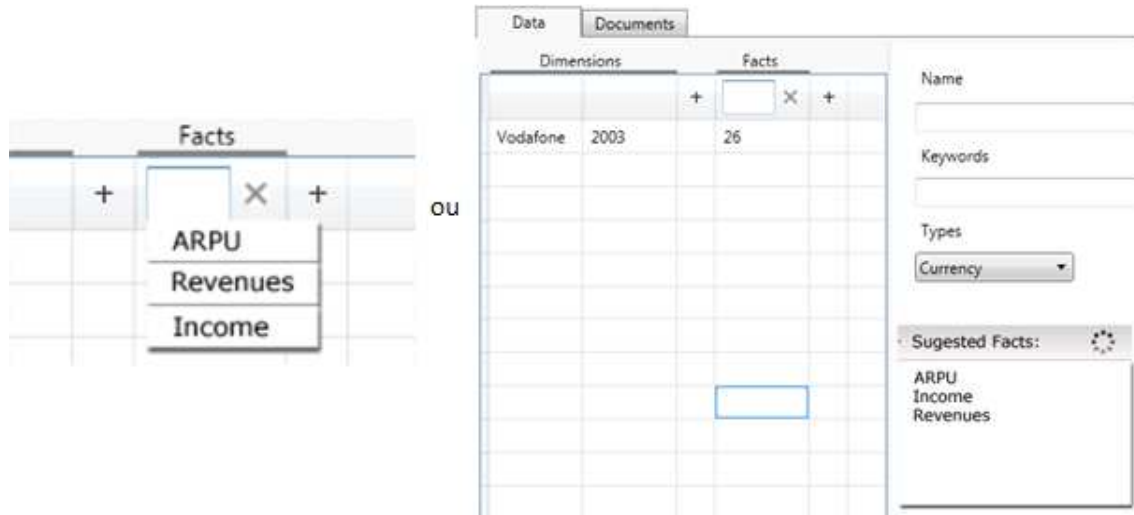 Facts
+ × +
ARPU
Revenues
Income
ou
Data Documents
Dimensions Facts
+ × +
Vodafone 2003 26
Name
Keywords
Types
Currency
Sugested Facts:
ARPU
Income
Revenues